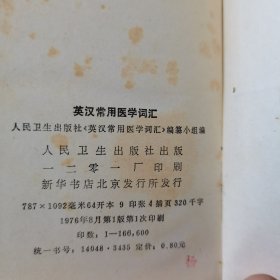 英汉常用医学词汇
人民卫生出版社《英汉常用医学词汇》编纂小组编
人民卫生出版社出版
一二〇一厂印刷
新华书店北京发行所发行
787×1092毫米64开本 9印张4插页320千字
1976年8月第1版第1次印刷
印数：1—166,600
统一书号：14048·3455 定价：0.80元